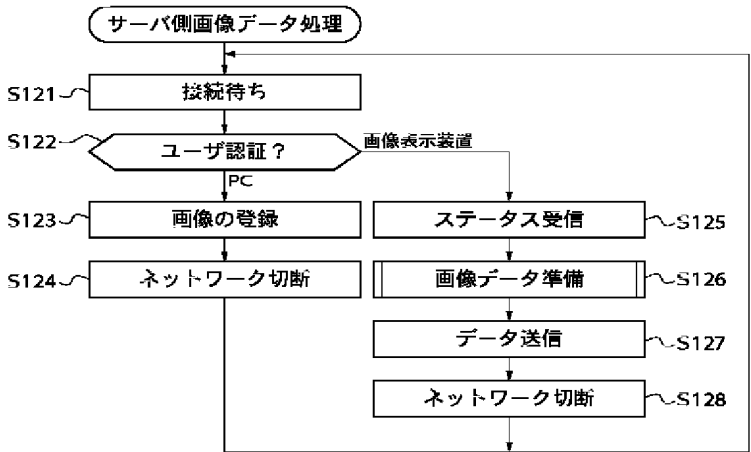 サーバ側画像データ処理
S121
接続待ち
S122
ユーザ認証？
画像表示装置
PC
S123
画像の登録
ステータス受信
S125
S124
ネットワーク切断
画像データ準備
S126
データ送信
S127
ネットワーク切断
S128